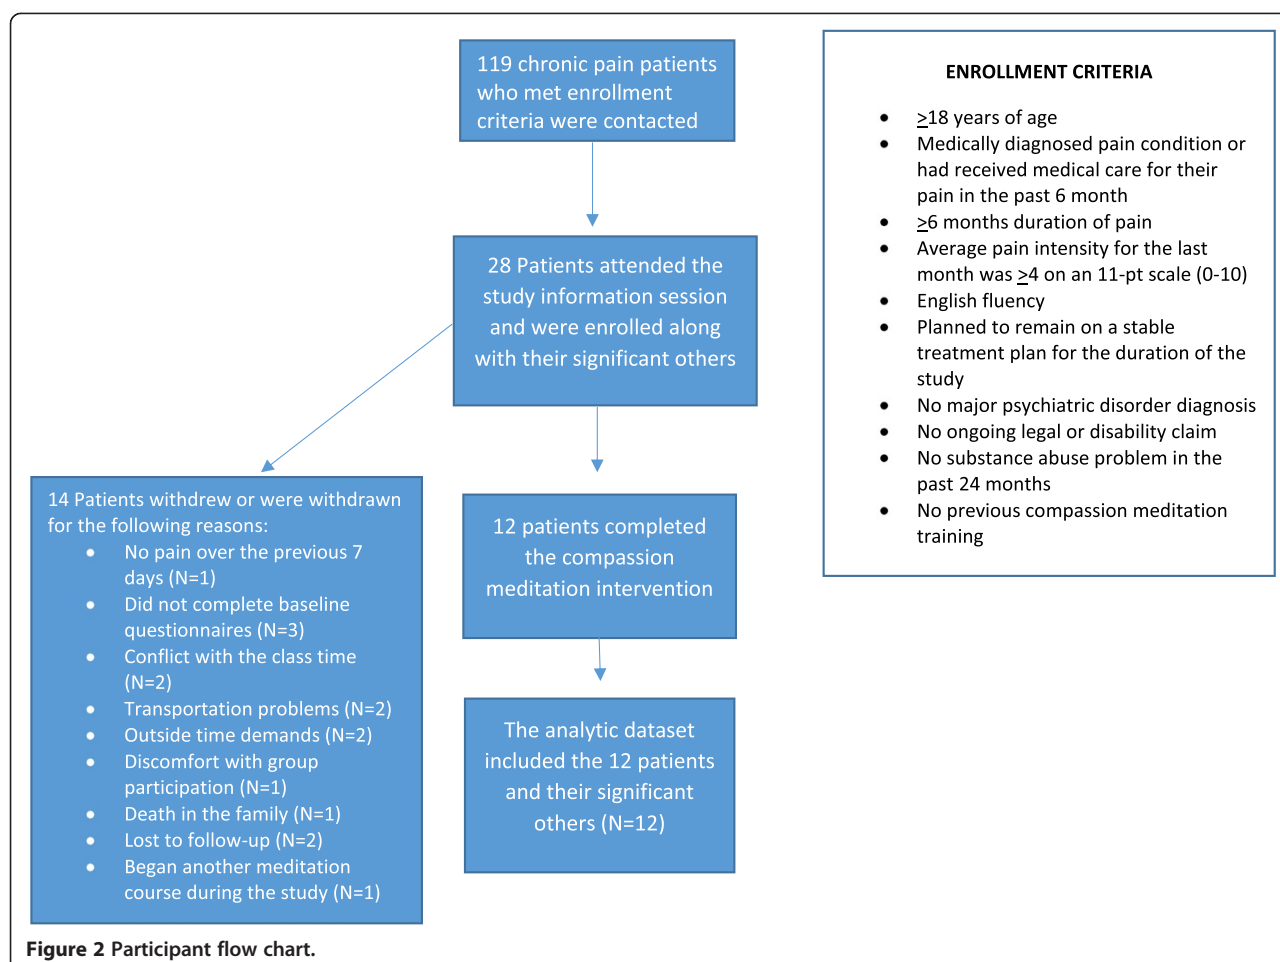 119 chronic pain patients
who met enrollment
criteria were contacted
28 Patients attended the
study information session
and were enrolled along
with their significant others
14 Patients withdrew or were withdrawn
for the following reasons:
• No pain over the previous 7
days (N=1)
• Did not complete baseline
questionnaires (N=3)
• Conflict with the class time
(N=2)
• Transportation problems (N=2)
• Outside time demands (N=2)
• Discomfort with group
participation (N=1)
• Death in the family (N=1)
• Lost to follow-up (N=2)
• Began another meditation
course during the study (N=1)
12 patients completed
the compassion
meditation intervention
The analytic dataset
included the 12 patients
and their significant
others (N=12)
ENROLLMENT CRITERIA
• ≥18 years of age
• Medically diagnosed pain condition or
had received medical care for their
pain in the past 6 month
• ≥6 months duration of pain
• Average pain intensity for the last
month was ≥4 on an 11-pt scale (0-10)
• English fluency
• Planned to remain on a stable
treatment plan for the duration of the
study
• No major psychiatric disorder diagnosis
• No ongoing legal or disability claim
• No substance abuse problem in the
past 24 months
• No previous compassion meditation
training
Figure 2 Participant flow chart.